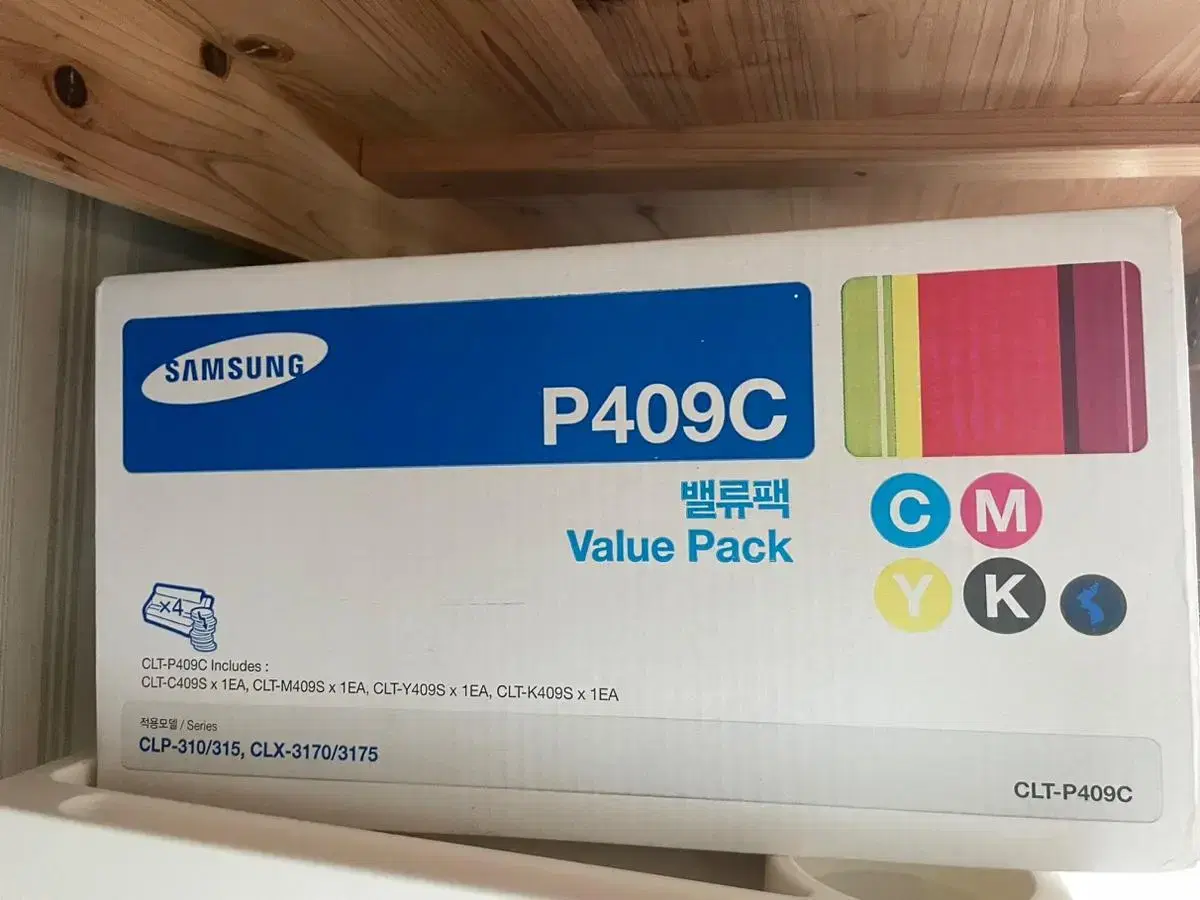 SAMSUNG
P409C
밸류팩
Value Pack
C M
Y K
×4
CLT-P409C Includes :
CLT-C409S x 1EA, CLT-M409S x 1EA, CLT-Y409S x 1EA, CLT-K409S x 1EA
적용모델 / Series
CLP-310/315, CLX-3170/3175
CLT-P409C